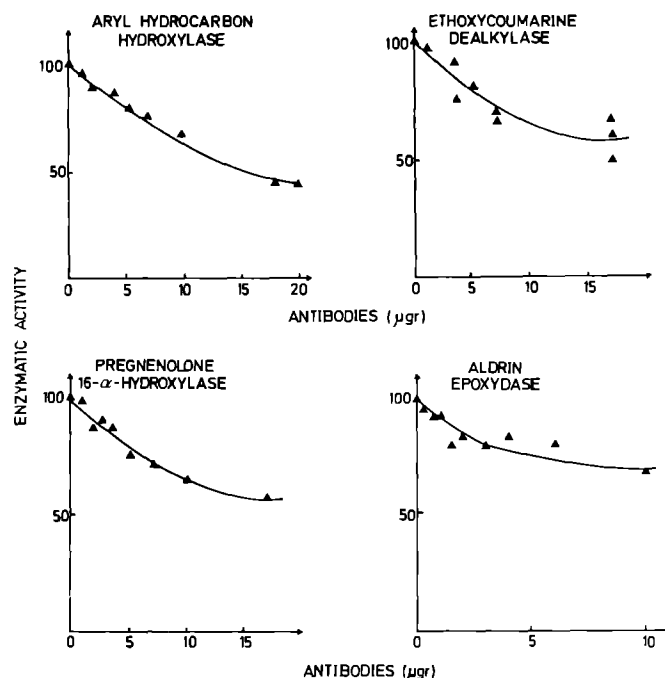 ARYL HYDROCARBON
HYDROXYLASE
100
50
0
5
10
15
20
ANTIBODIES (μgr)
ETHOXYCOUMARINE
DEALKYLASE
100
50
0
5
10
15
ENZYMATIC ACTIVITY
PREGNENOLONE
16-α-HYDROXYLASE
100
50
0
5
10
15
ALDRIN
EPOXYDASE
100
50
0
5
10
ANTIBODIES (μgr)